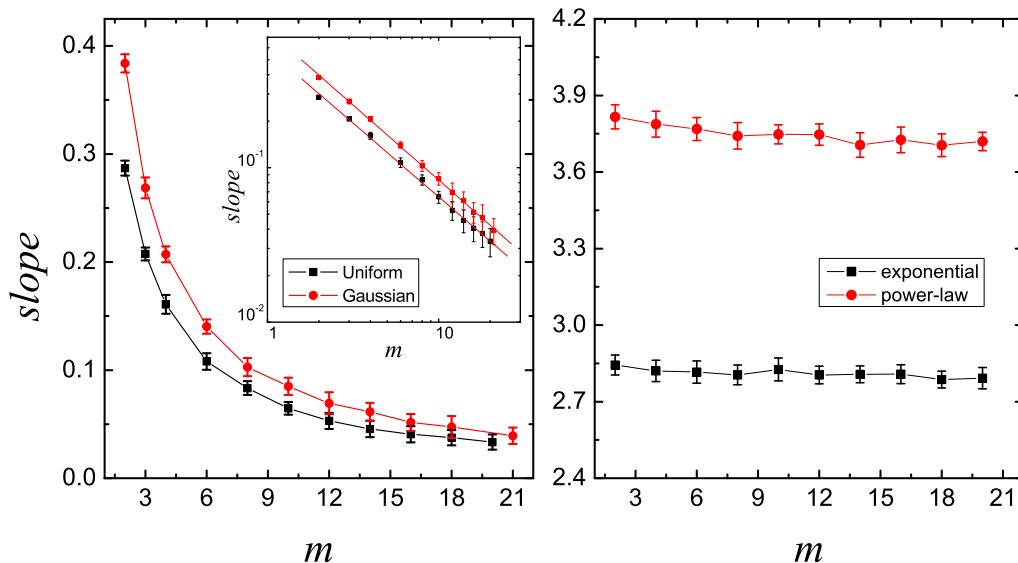 0.4
0.3
0.2
0.1
0.0
slope
3 6 9 12 15 18 21
m
10⁻¹
10⁻²
slope
1 10
m
Uniform
Gaussian
4.2
3.9
3.6
3.3
3.0
2.7
2.4
3 6 9 12 15 18 21
m
exponential
power-law